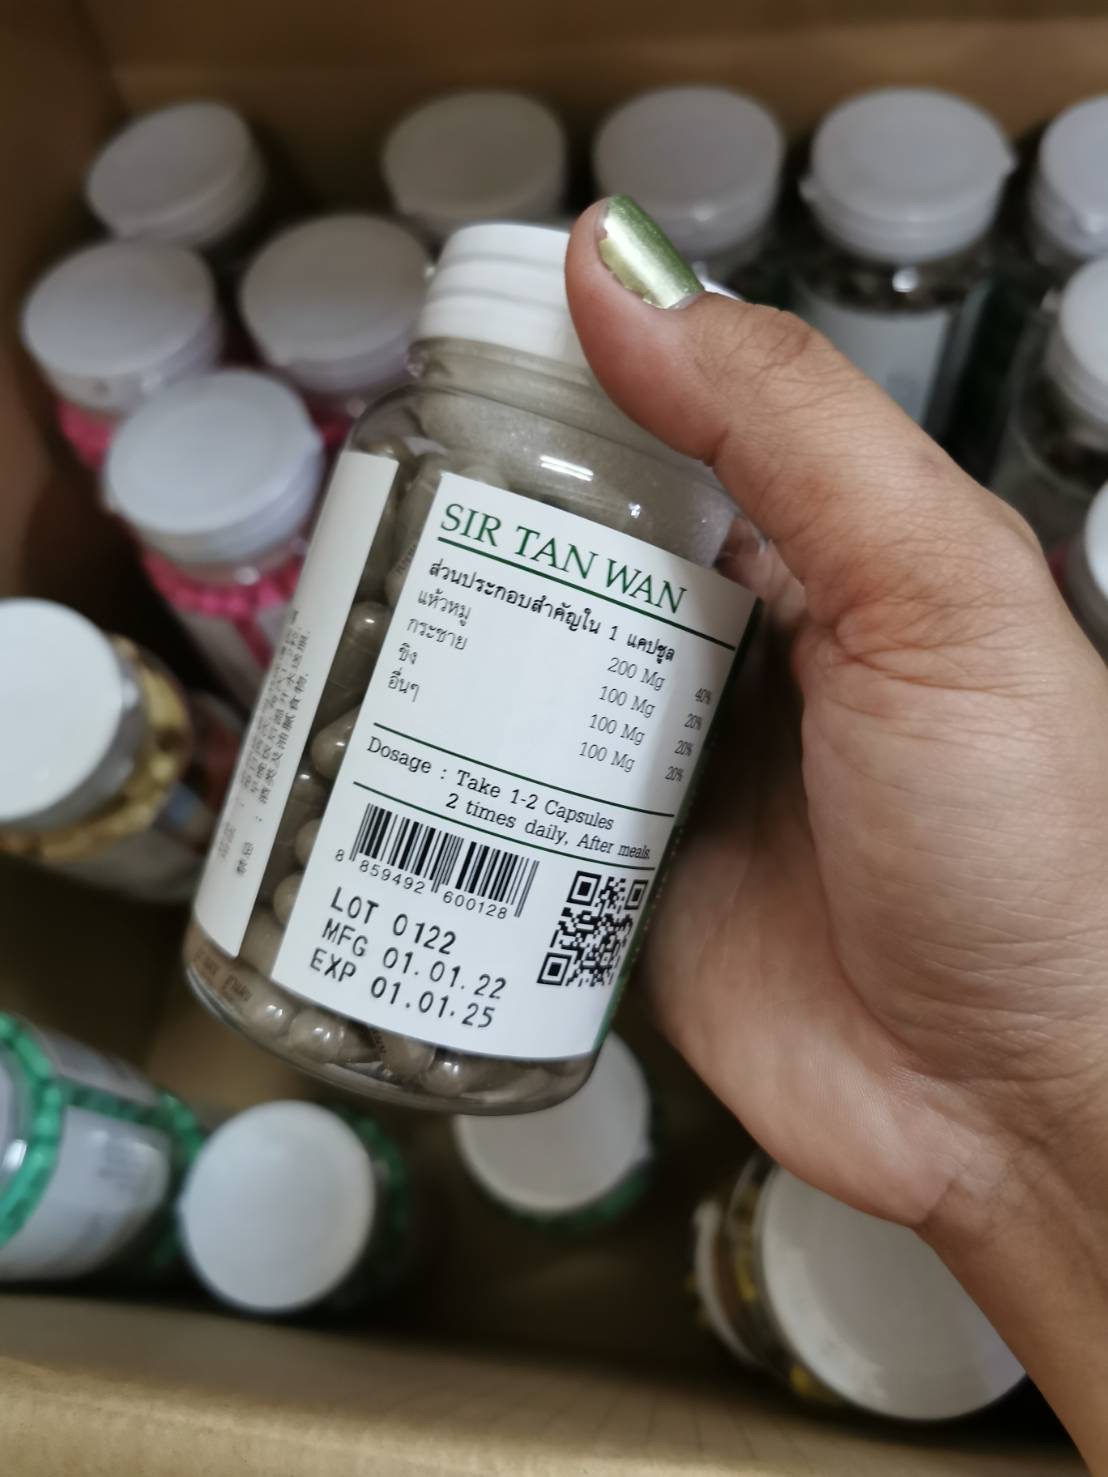 SIR TAN WAN
ส่วนประกอบสำคัญใน 1 แคปซูล
แห้วหมู 200 Mg 40%
กระชาย 100 Mg 20%
ขิง 100 Mg 20%
อื่นๆ 100 Mg 20%
Dosage : Take 1-2 Capsules
2 times daily, After meals.
8 859492 600128
LOT 0122
MFG 01.01.22
EXP 01.01.25